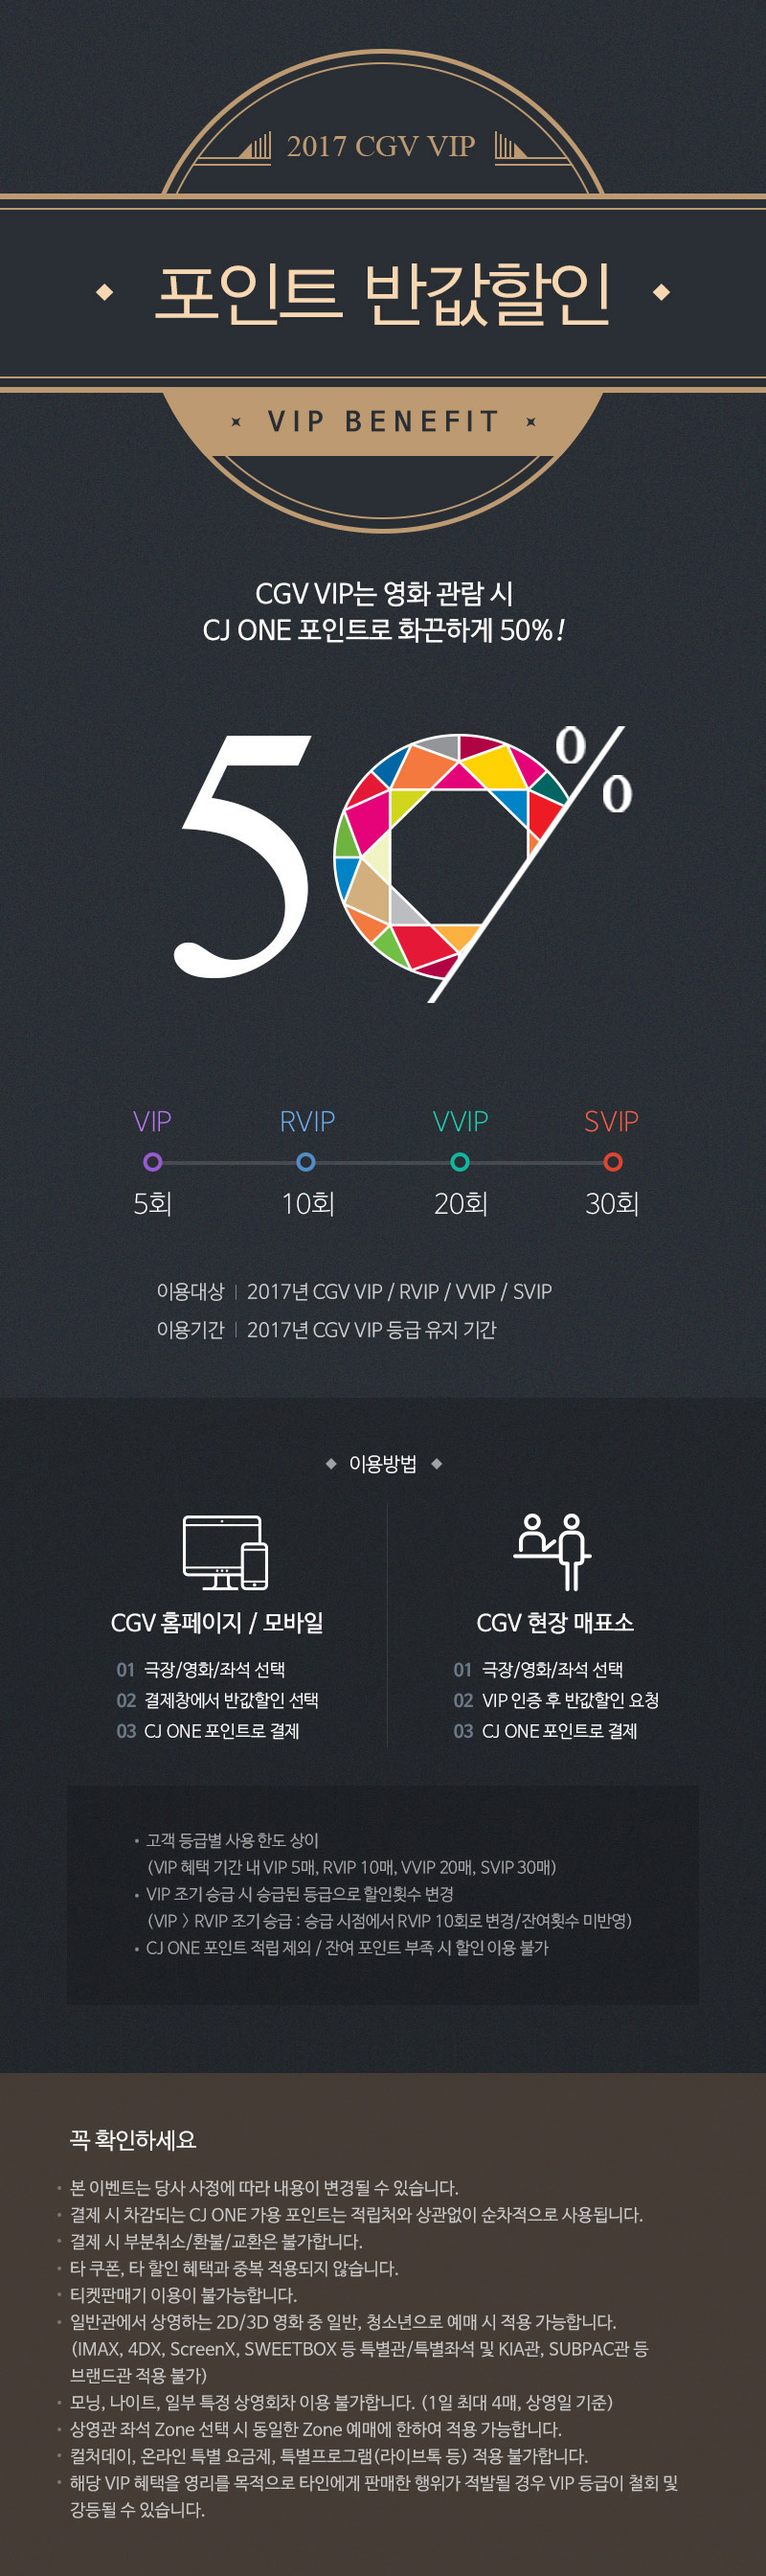 2017 CGV VIP
포인트 반값할인
VIP BENEFIT
CGV VIP는 영화 관람 시
CJ ONE 포인트로 화끈하게 50%!
50%
VIP RVIP VVIP SVIP
5회 10회 20회 30회
이용대상 | 2017년 CGV VIP / RVIP / VVIP / SVIP
이용기간 | 2017년 CGV VIP 등급 유지 기간
이용방법
CGV 홈페이지 / 모바일
01 극장/영화/좌석 선택
02 결제창에서 반값할인 선택
03 CJ ONE 포인트로 결제
CGV 현장 매표소
01 극장/영화/좌석 선택
02 VIP 인증 후 반값할인 요청
03 CJ ONE 포인트로 결제
• 고객 등급별 사용 한도 상이
(VIP 혜택 기간 내 VIP 5매, RVIP 10매, VVIP 20매, SVIP 30매)
• VIP 조기 승급 시 승급된 등급으로 할인횟수 변경
(VIP > RVIP 조기 승급 : 승급 시점에서 RVIP 10회로 변경/잔여횟수 미반영)
• CJ ONE 포인트 적립 제외 / 잔여 포인트 부족 시 할인 이용 불가
꼭 확인하세요
• 본 이벤트는 당사 사정에 따라 내용이 변경될 수 있습니다.
• 결제 시 차감되는 CJ ONE 가용 포인트는 적립처와 상관없이 순차적으로 사용됩니다.
• 결제 시 부분취소/환불/교환은 불가합니다.
• 타 쿠폰, 타 할인 혜택과 중복 적용되지 않습니다.
• 티켓판매기 이용이 불가능합니다.
• 일반관에서 상영하는 2D/3D 영화 중 일반, 청소년으로 예매 시 적용 가능합니다.
(IMAX, 4DX, ScreenX, SWEETBOX 등 특별관/특별좌석 및 KIA관, SUBPAC관 등
브랜드관 적용 불가)
• 모닝, 나이트, 일부 특정 상영회차 이용 불가합니다. (1일 최대 4매, 상영일 기준)
• 상영관 좌석 Zone 선택 시 동일한 Zone 예매에 한하여 적용 가능합니다.
• 컬처데이, 온라인 특별 요금제, 특별프로그램(라이브톡 등) 적용 불가합니다.
• 해당 VIP 혜택을 영리를 목적으로 타인에게 판매한 행위가 적발될 경우 VIP 등급이 철회 및
강등될 수 있습니다.